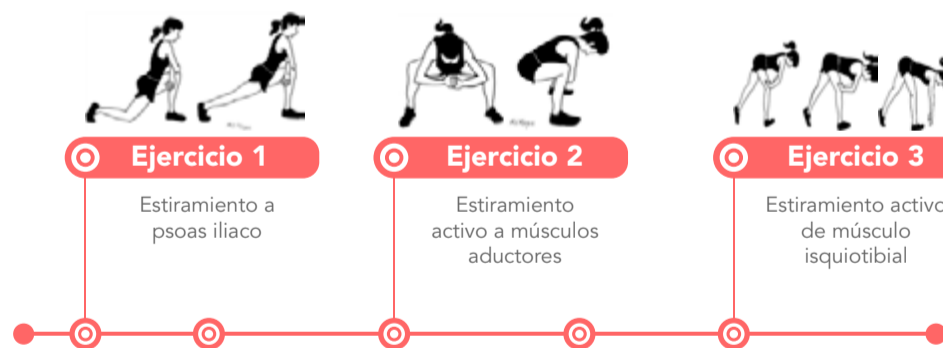 Ejercicio 1
Estiramiento a
psoas iliaco
Ejercicio 2
Estiramiento
activo a músculos
aductores
Ejercicio 3
Estiramiento activo
de músculo
isquiotibial